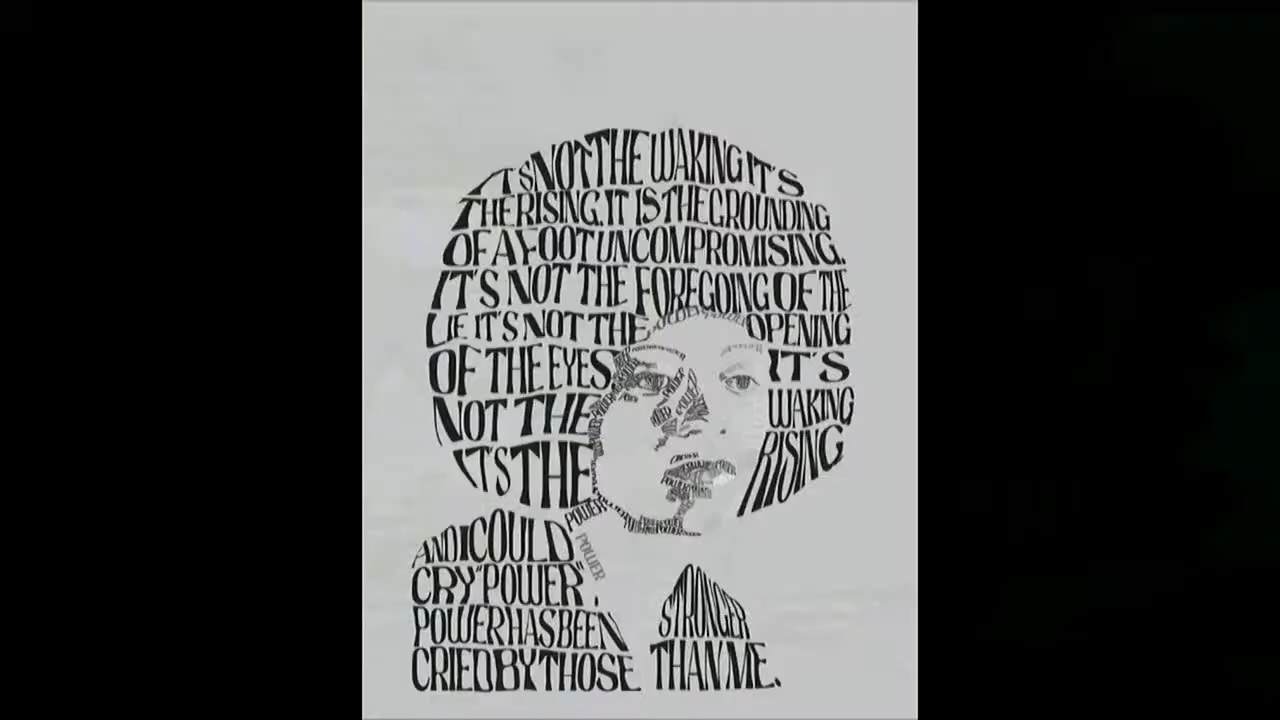 IT'S NOT THE WAKING IT'S
THE RISING. IT IS THE GROUNDING
OF A FOOT UNCOMPROMISING.
IT'S NOT THE FOREGOING OF THE
LIE IT'S NOT THE OPENING
OF THE EYES IT'S
NOT THE WAKING
IT'S THE RISING
POWER
POWER
AND I COULD
CRY "POWER".
POWER HAS BEEN
CRIED BY THOSE
STRONGER
THAN ME.